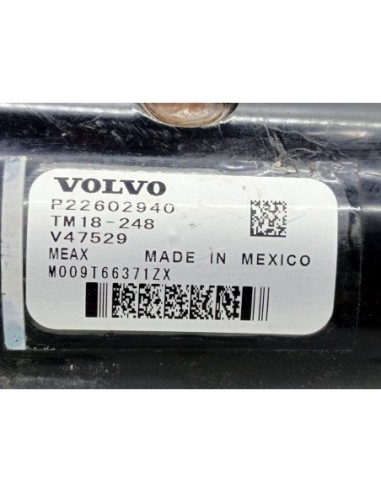 VOLVO
P22602940
TM18-248
V47529
MEAX MADE IN MEXICO
M009T66371ZX